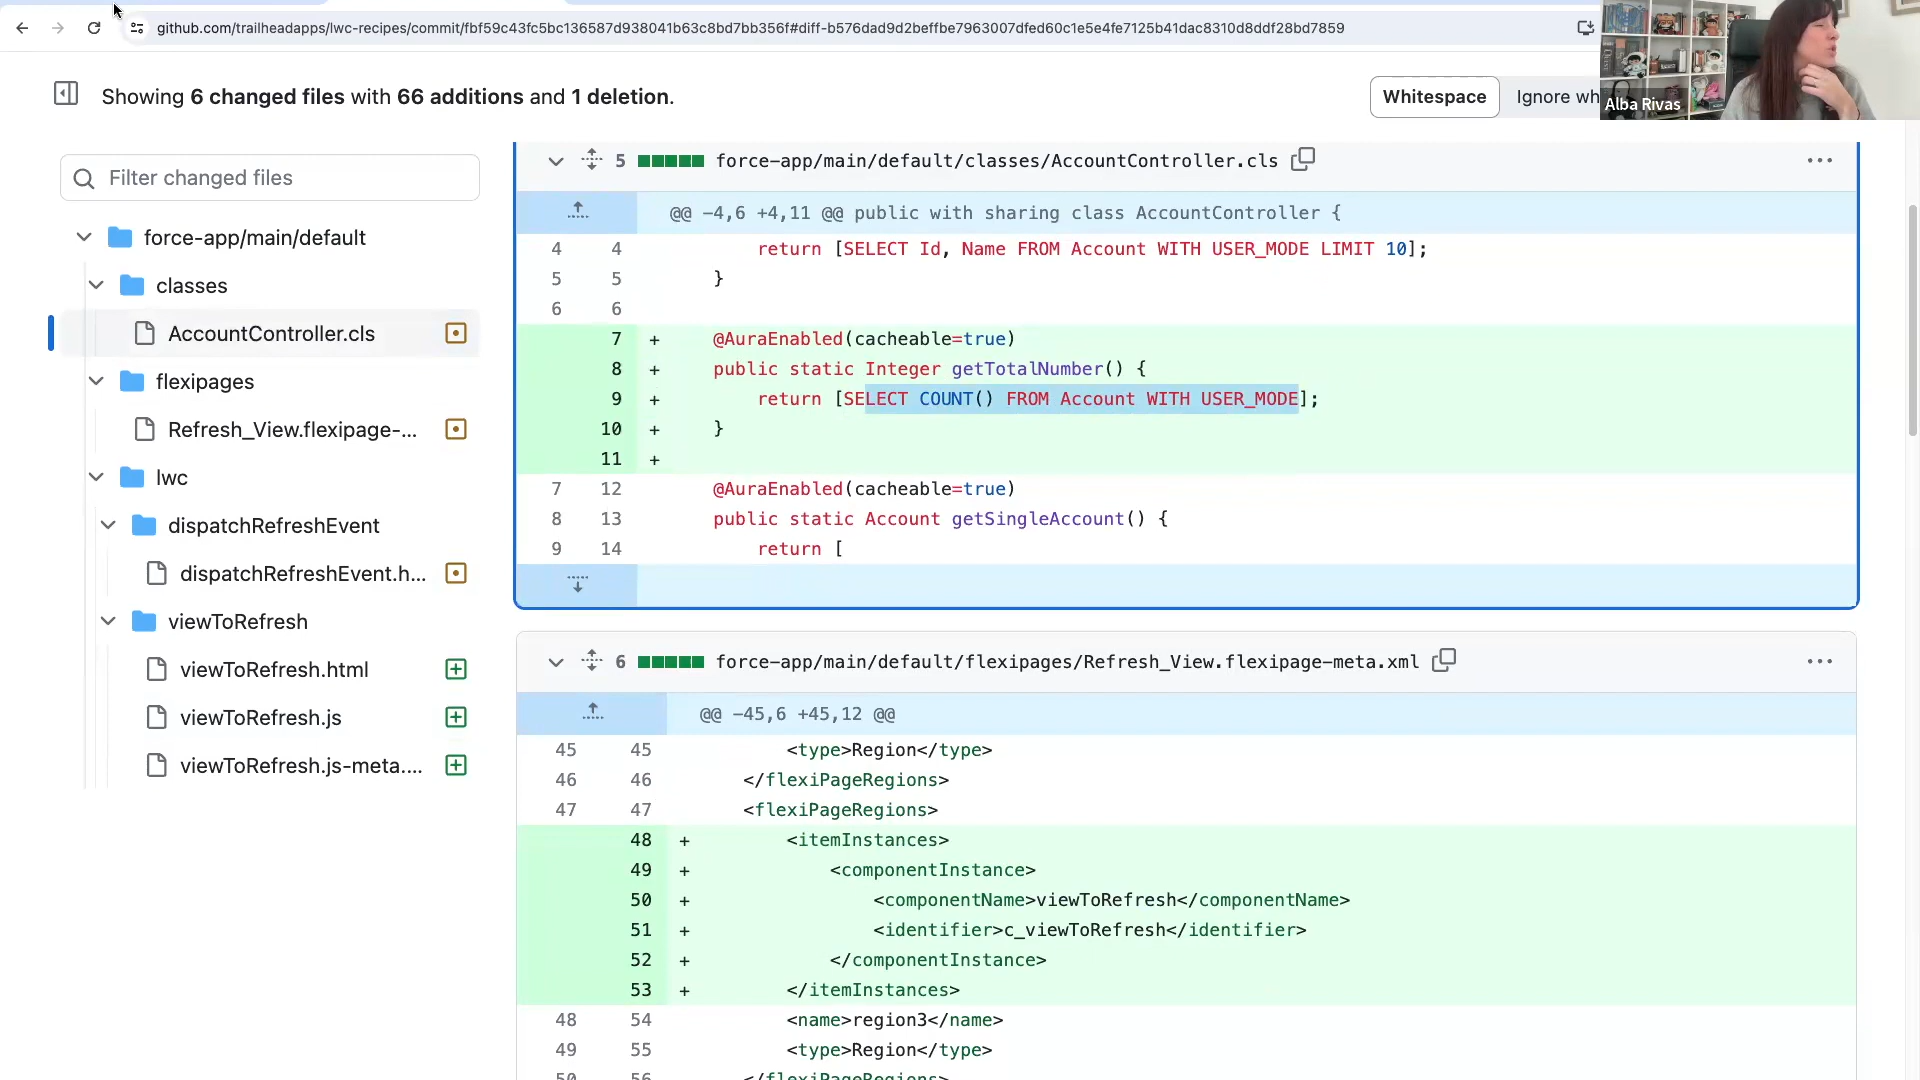 github.com/trailheadapps/lwc-recipes/commit/fbf59c43fc5bc136587d938041b63c8bd7bb356f#diff-b576dad9d2beffbe7963007dfed60c1e5e4fe7125b41dac8310d8ddf28bd7859
Showing 6 changed files with 66 additions and 1 deletion.
Whitespace
Ignore wh
Alba Rivas
Filter changed files
force-app/main/default
classes
AccountController.cls
flexipages
Refresh_View.flexipage-...
lwc
dispatchRefreshEvent
dispatchRefreshEvent.h...
viewToRefresh
viewToRefresh.html
viewToRefresh.js
viewToRefresh.js-meta....
5 force-app/main/default/classes/AccountController.cls
@@ -4,6 +4,11 @@ public with sharing class AccountController {
4 4 return [SELECT Id, Name FROM Account WITH USER_MODE LIMIT 10];
5 5 }
6 6
7 + @AuraEnabled(cacheable=true)
8 + public static Integer getTotalNumber() {
9 + return [SELECT COUNT() FROM Account WITH USER_MODE];
10 + }
11 +
7 12 @AuraEnabled(cacheable=true)
8 13 public static Account getSingleAccount() {
9 14 return [
6 force-app/main/default/flexipages/Refresh_View.flexipage-meta.xml
@@ -45,6 +45,12 @@
45 45 <type>Region</type>
46 46 </flexiPageRegions>
47 47 <flexiPageRegions>
48 + <itemInstances>
49 + <componentInstance>
50 + <componentName>viewToRefresh</componentName>
51 + <identifier>c_viewToRefresh</identifier>
52 + </componentInstance>
53 + </itemInstances>
48 54 <name>region3</name>
49 55 <type>Region</type>
50 56 </flexiPageRegions>